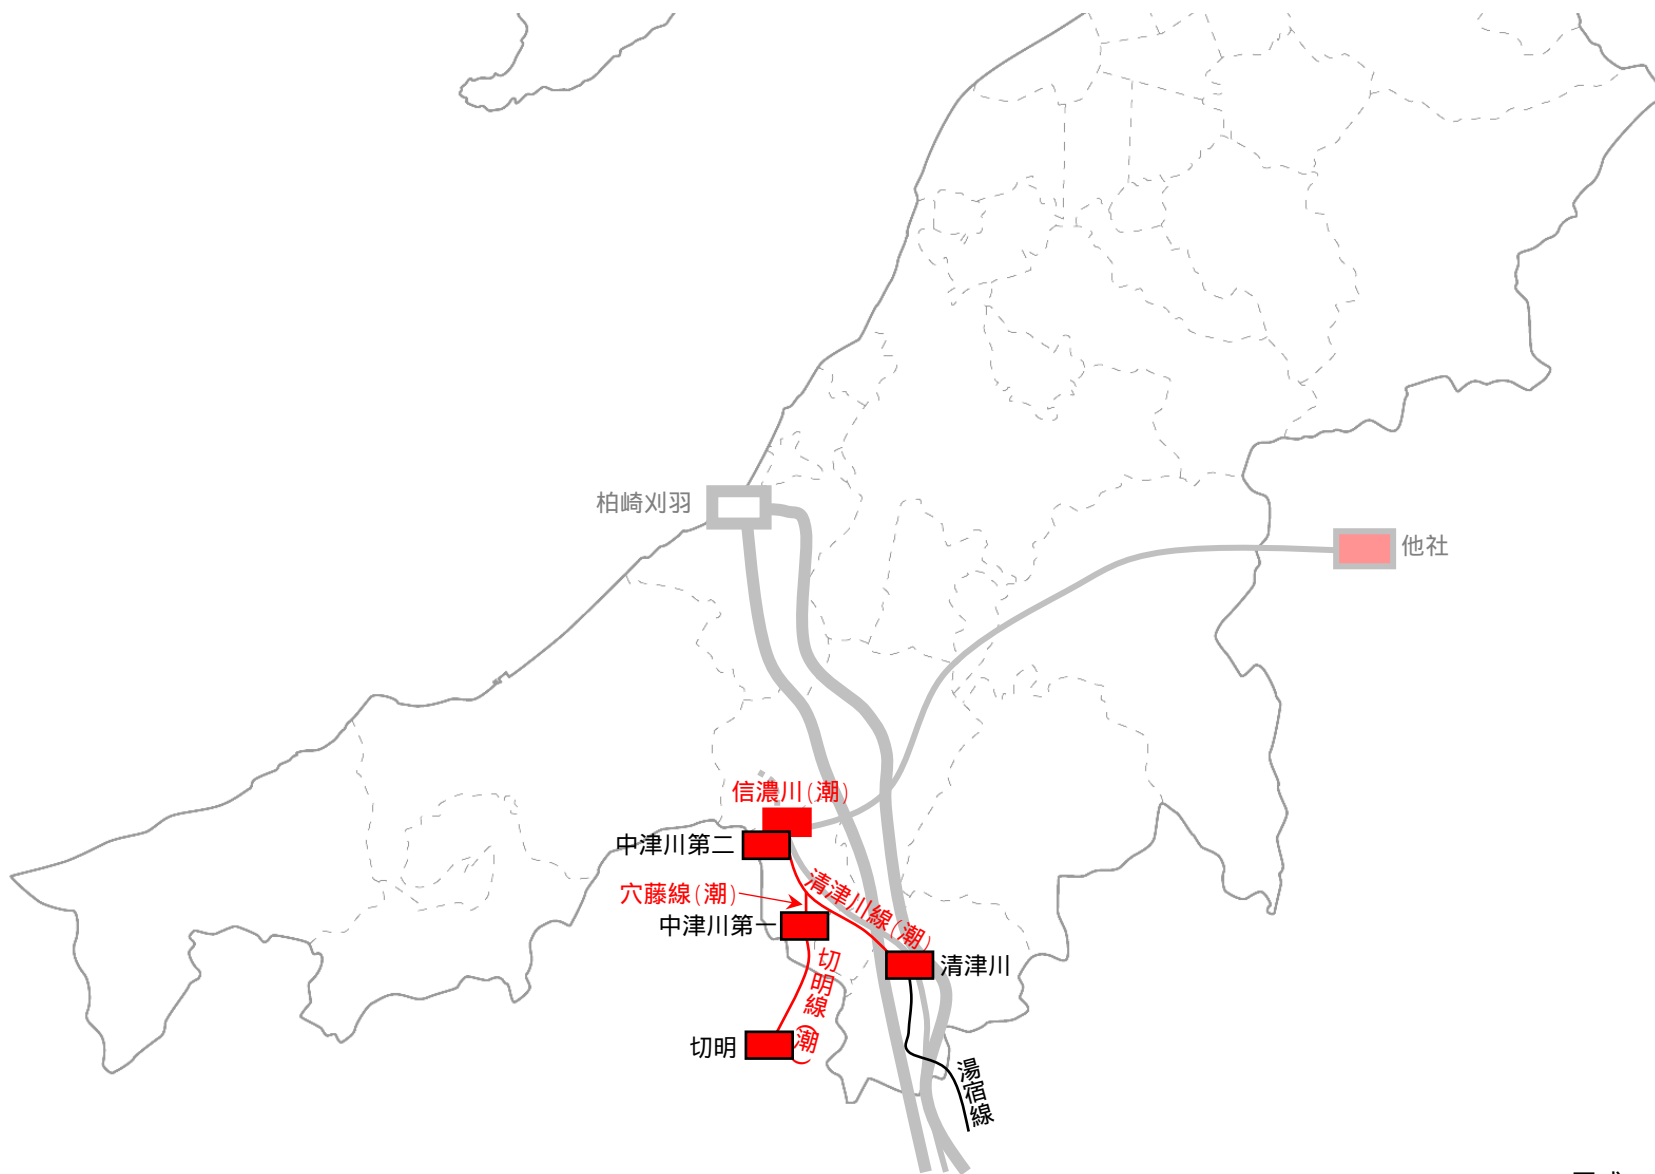 柏崎刈羽
他社
信濃川(潮)
中津川第二
清津川線(潮)
穴藤線(潮)
中津川第一
切明線(潮)
清津川
切明
湯宿線